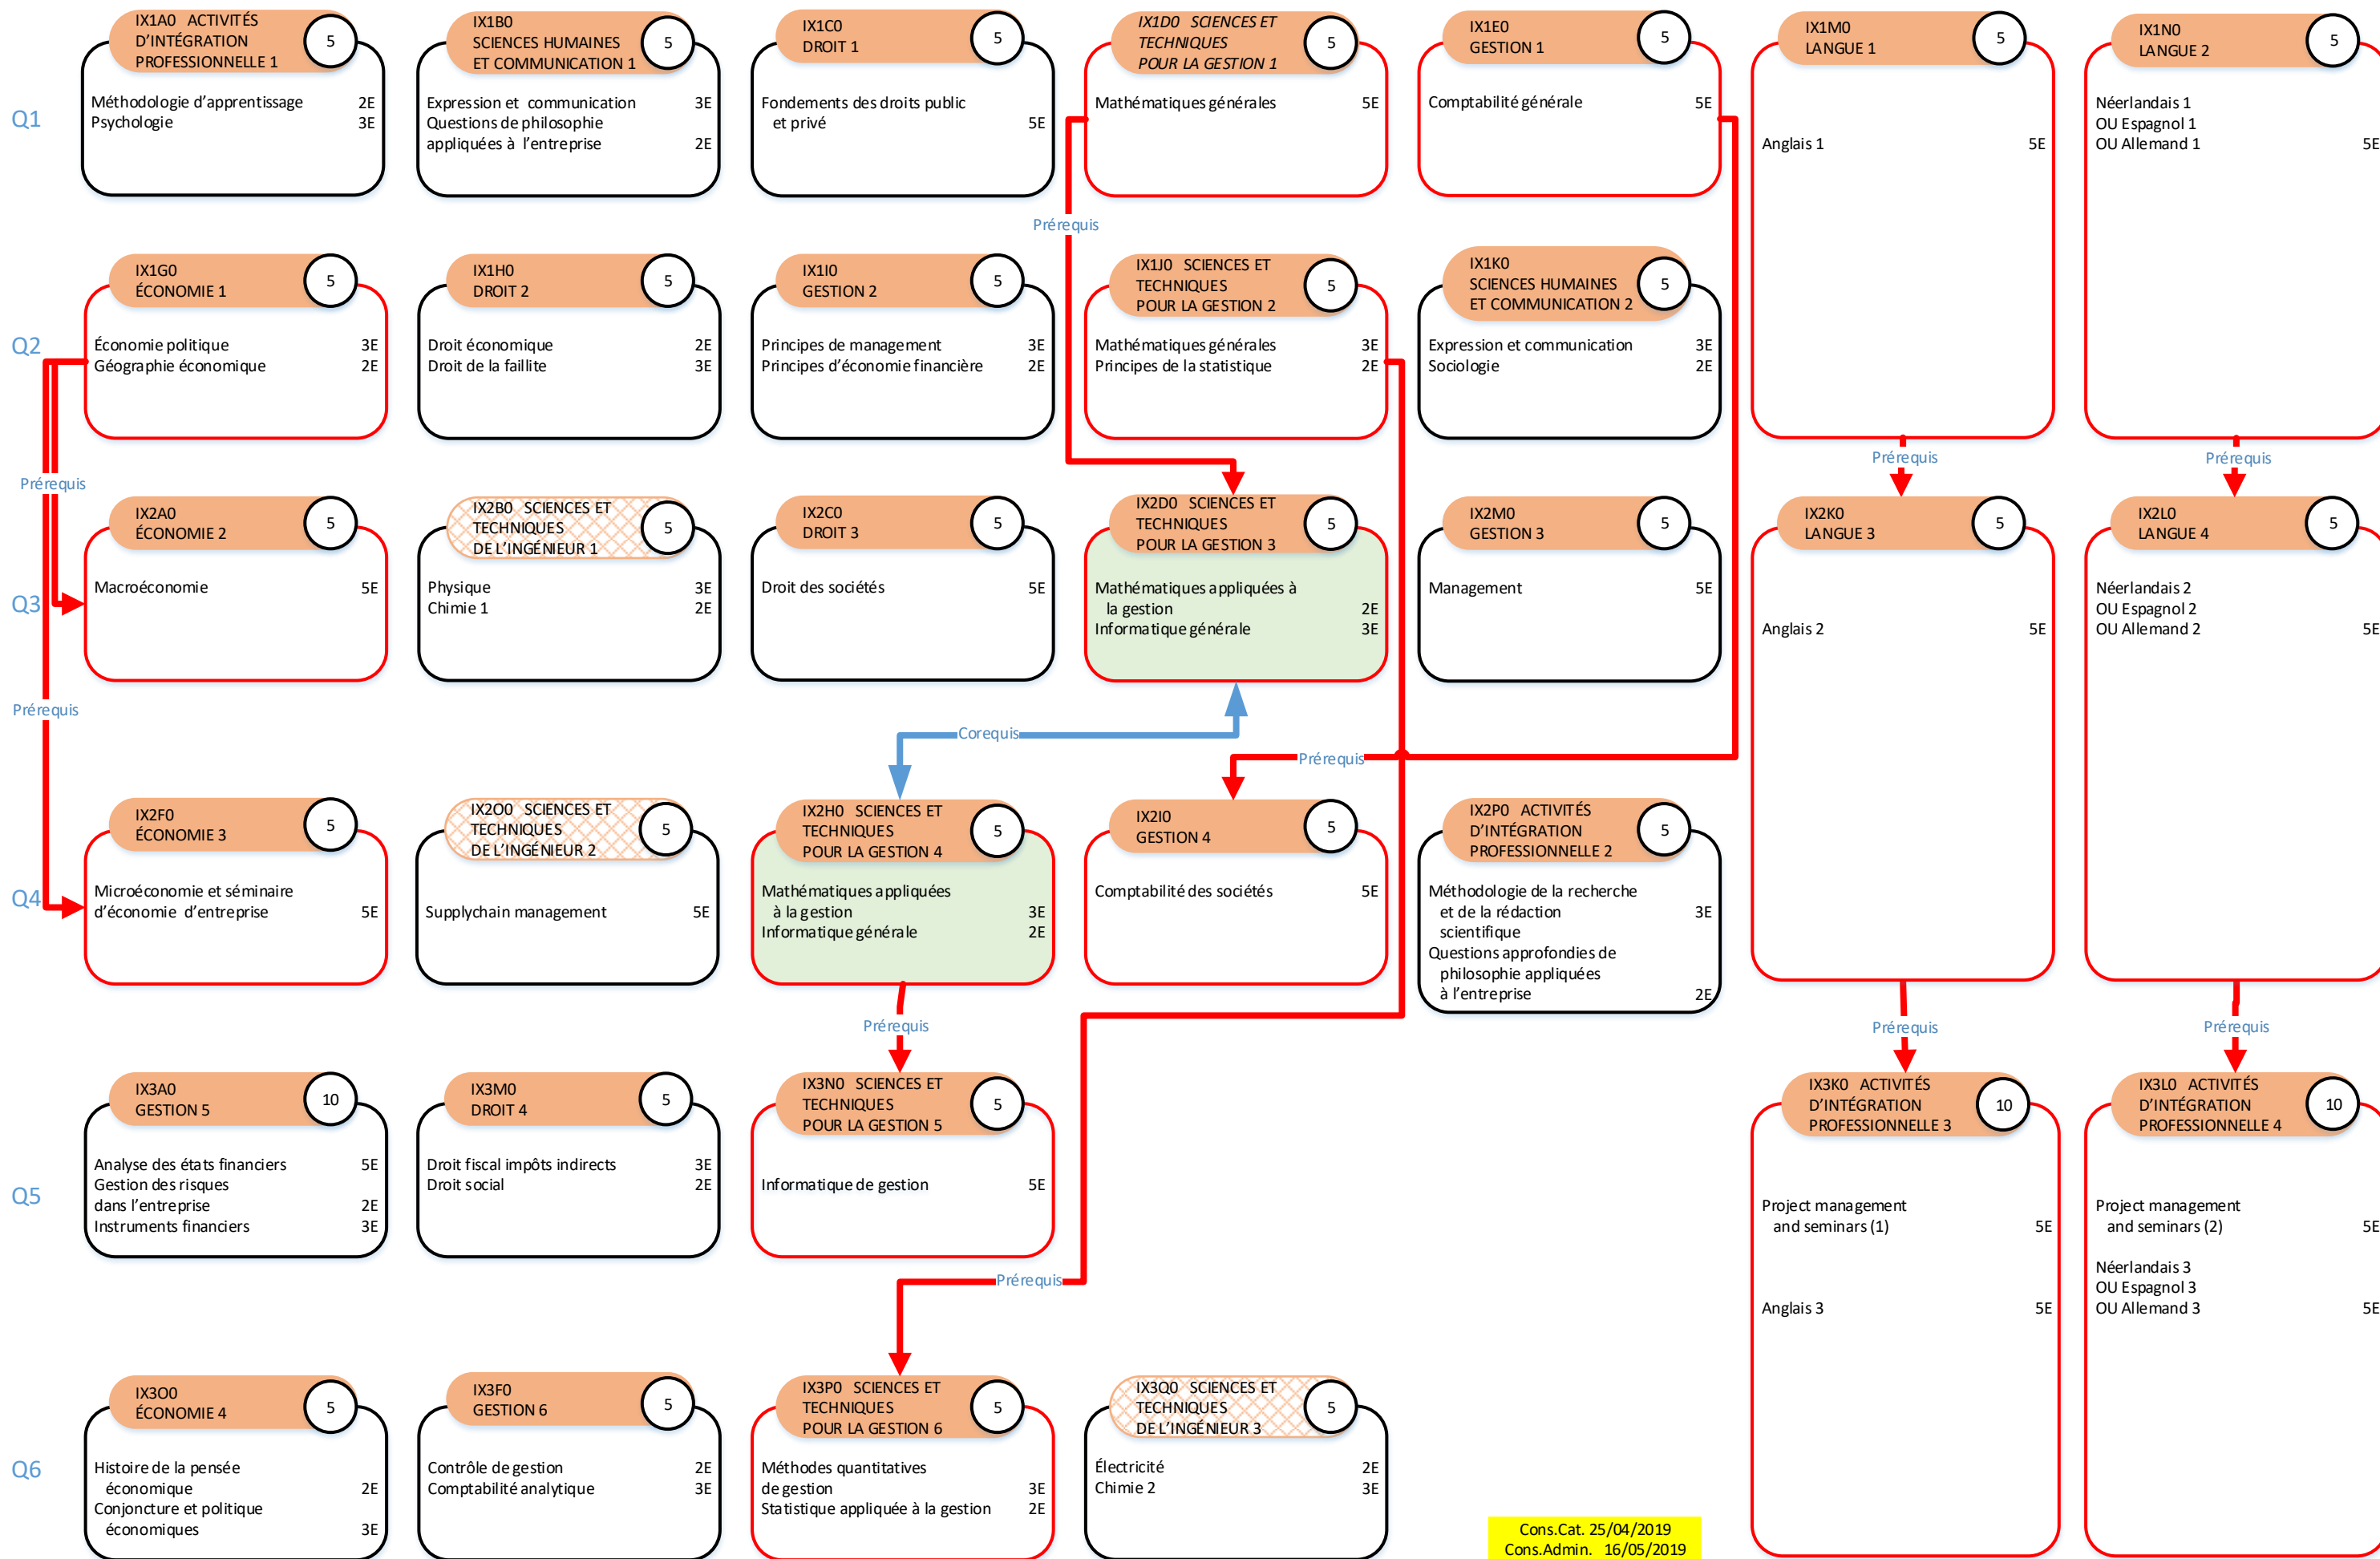 IX1A0 ACTIVITÉS
D'INTÉGRATION
PROFESSIONNELLE 1
5
Méthodologie d'apprentissage 2E
Psychologie 3E
IX1B0
SCIENCES HUMAINES
ET COMMUNICATION 1
5
Expression et communication 3E
Questions de philosophie
appliquées à l'entreprise 2E
IX1C0
DROIT 1
5
Fondements des droits public
et privé 5E
IX1D0 SCIENCES ET
TECHNIQUES
POUR LA GESTION 1
5
Mathématiques générales 5E
IX1E0
GESTION 1
5
Comptabilité générale 5E
IX1M0
LANGUE 1
5
Anglais 1 5E
IX1N0
LANGUE 2
5
Néerlandais 1
OU Espagnol 1
OU Allemand 1 5E
Q1
Prérequis
IX1G0
ÉCONOMIE 1
5
Économie politique 3E
Géographie économique 2E
IX1H0
DROIT 2
5
Droit économique 2E
Droit de la faillite 3E
IX1I0
GESTION 2
5
Principes de management 3E
Principes d'économie financière 2E
IX1J0 SCIENCES ET
TECHNIQUES
POUR LA GESTION 2
5
Mathématiques générales 3E
Principes de la statistique 2E
IX1K0
SCIENCES HUMAINES
ET COMMUNICATION 2
5
Expression et communication 3E
Sociologie 2E
Q2
Prérequis
Prérequis
Prérequis
IX2A0
ÉCONOMIE 2
5
Macroéconomie 5E
IX2B0 SCIENCES ET
TECHNIQUES
DE L'INGÉNIEUR 1
5
Physique 3E
Chimie 1 2E
IX2C0
DROIT 3
5
Droit des sociétés 5E
IX2D0 SCIENCES ET
TECHNIQUES
POUR LA GESTION 3
5
Mathématiques appliquées à
la gestion 2E
Informatique générale 3E
IX2M0
GESTION 3
5
Management 5E
IX2K0
LANGUE 3
5
Anglais 2 5E
IX2L0
LANGUE 4
5
Néerlandais 2
OU Espagnol 2
OU Allemand 2 5E
Q3
Prérequis
Corequis
Prérequis
IX2F0
ÉCONOMIE 3
5
Microéconomie et séminaire
d'économie d'entreprise 5E
IX2O0 SCIENCES ET
TECHNIQUES
DE L'INGÉNIEUR 2
5
Supplychain management 5E
IX2H0 SCIENCES ET
TECHNIQUES
POUR LA GESTION 4
5
Mathématiques appliquées
à la gestion 3E
Informatique générale 2E
IX2I0
GESTION 4
5
Comptabilité des sociétés 5E
IX2P0 ACTIVITÉS
D'INTÉGRATION
PROFESSIONNELLE 2
5
Méthodologie de la recherche
et de la rédaction 3E
scientifique
Questions approfondies de
philosophie appliquées
à l'entreprise 2E
Q4
Prérequis
Prérequis
Prérequis
IX3A0
GESTION 5
10
Analyse des états financiers 5E
Gestion des risques
dans l'entreprise 2E
Instruments financiers 3E
IX3M0
DROIT 4
5
Droit fiscal impôts indirects 3E
Droit social 2E
IX3N0 SCIENCES ET
TECHNIQUES
POUR LA GESTION 5
5
Informatique de gestion 5E
IX3K0 ACTIVITÉS
D'INTÉGRATION
PROFESSIONNELLE 3
10
Project management
and seminars (1) 5E
Anglais 3 5E
IX3L0 ACTIVITÉS
D'INTÉGRATION
PROFESSIONNELLE 4
10
Project management
and seminars (2) 5E
Néerlandais 3
OU Espagnol 3
OU Allemand 3 5E
Q5
Prérequis
IX3O0
ÉCONOMIE 4
5
Histoire de la pensée
économique 2E
Conjoncture et politique
économiques 3E
IX3F0
GESTION 6
5
Contrôle de gestion 2E
Comptabilité analytique 3E
IX3P0 SCIENCES ET
TECHNIQUES
POUR LA GESTION 6
5
Méthodes quantitatives
de gestion 3E
Statistique appliquée à la gestion 2E
IX3Q0 SCIENCES ET
TECHNIQUES
DE L'INGÉNIEUR 3
5
Électricité 2E
Chimie 2 3E
Q6
Cons.Cat. 25/04/2019
Cons.Admin. 16/05/2019